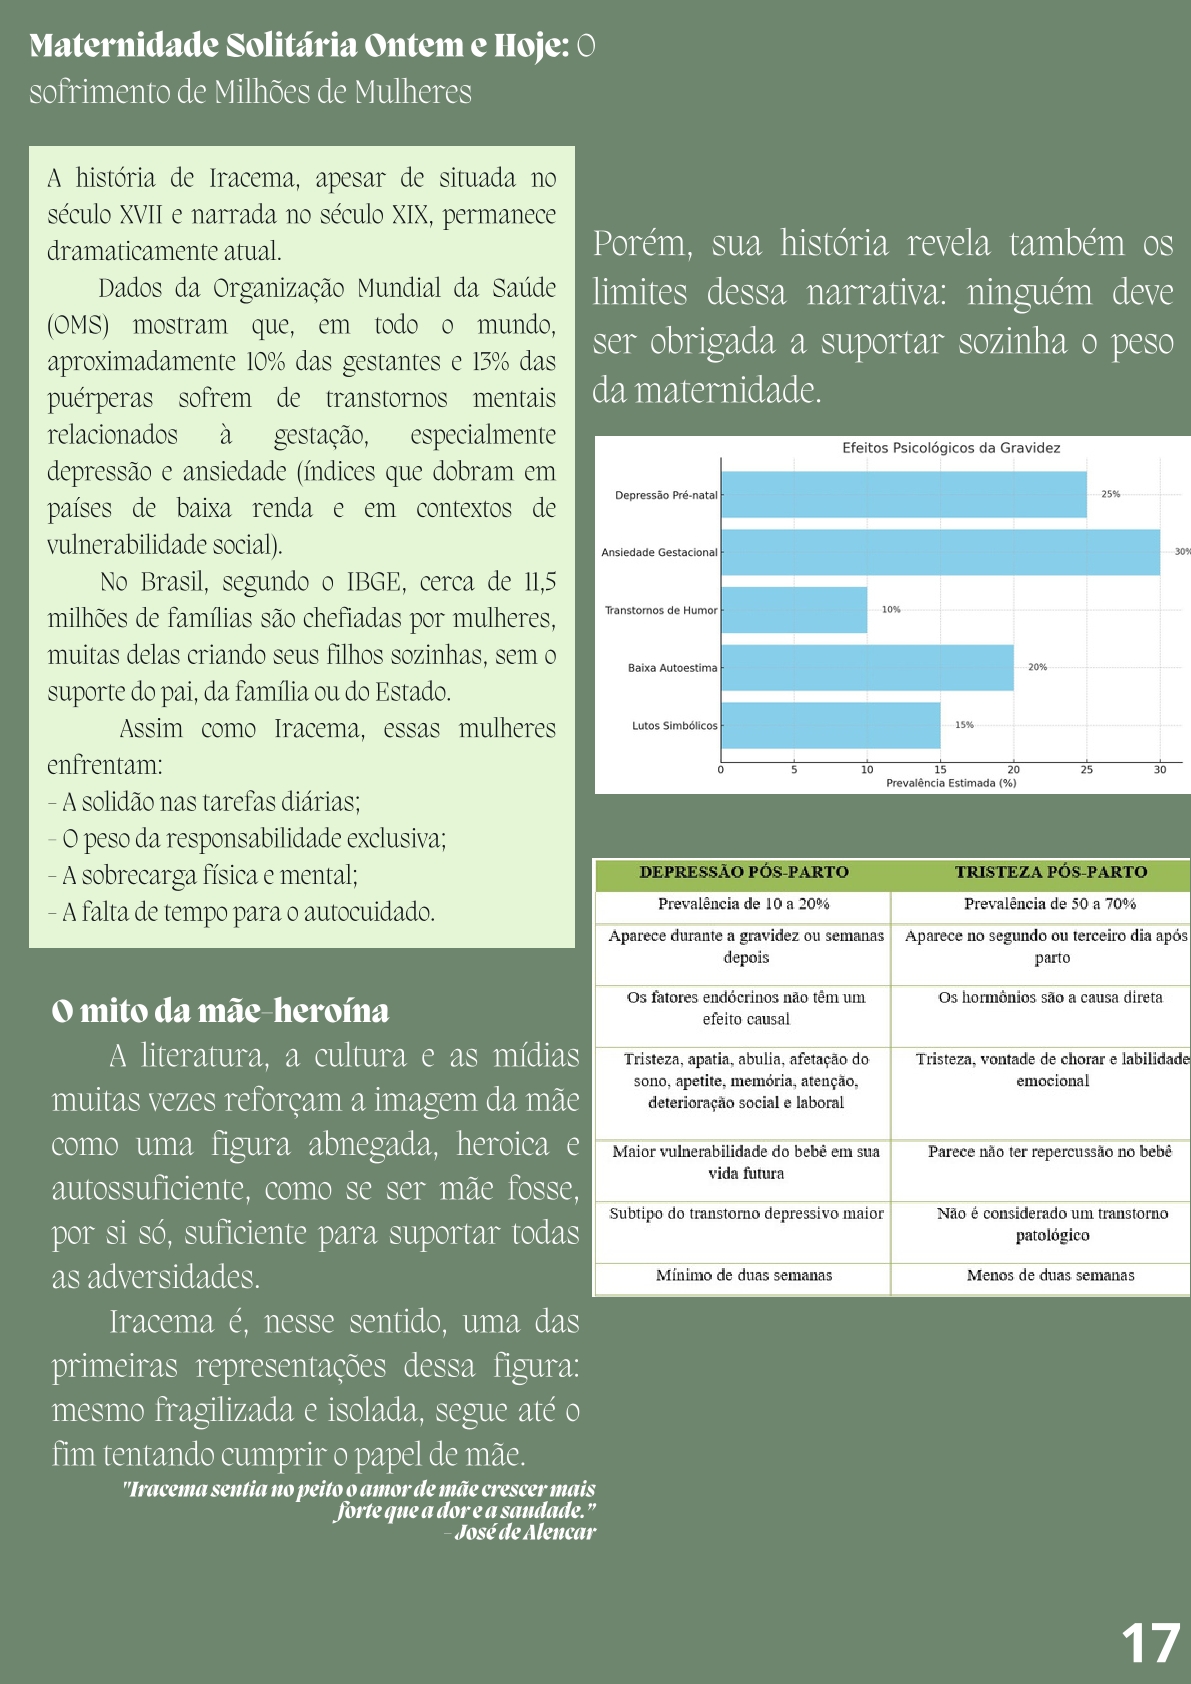 Maternidade Solitária Ontem e Hoje: O
sofrimento de Milhões de Mulheres
A história de Iracema, apesar de situada no
século XVII e narrada no século XIX, permanece
dramaticamente atual.
Dados da Organização Mundial da Saúde
(OMS) mostram que, em todo o mundo,
aproximadamente 10% das gestantes e 13% das
puérperas sofrem de transtornos mentais
relacionados à gestação, especialmente
depressão e ansiedade (índices que dobram em
países de baixa renda e em contextos de
vulnerabilidade social).
No Brasil, segundo o IBGE, cerca de 11,5
milhões de famílias são chefiadas por mulheres,
muitas delas criando seus filhos sozinhas, sem o
suporte do pai, da família ou do Estado.
Assim como Iracema, essas mulheres
enfrentam:
- A solidão nas tarefas diárias;
- O peso da responsabilidade exclusiva;
- A sobrecarga física e mental;
- A falta de tempo para o autocuidado.
O mito da mãe-heroína
A literatura, a cultura e as mídias
muitas vezes reforçam a imagem da mãe
como uma figura abnegada, heroica e
autossuficiente, como se ser mãe fosse,
por si só, suficiente para suportar todas
as adversidades.
Iracema é, nesse sentido, uma das
primeiras representações dessa figura:
mesmo fragilizada e isolada, segue até o
fim tentando cumprir o papel de mãe.
"Iracema sentia no peito o amor de mãe crescer mais
forte que a dor e a saudade.”
- José de Alencar
Porém, sua história revela também os
limites dessa narrativa: ninguém deve
ser obrigada a suportar sozinha o peso
da maternidade.
Efeitos Psicológicos da Gravidez
Depressão Pré-natal 25%
Ansiedade Gestacional 30%
Transtornos de Humor 10%
Baixa Autoestima 20%
Lutos Simbólicos 15%
0 5 10 15 20 25 30
Prevalência Estimada (%)
DEPRESSÃO PÓS-PARTO TRISTEZA PÓS-PARTO
Prevalência de 10 a 20% Prevalência de 50 a 70%
Aparece durante a gravidez ou semanas
depois
Aparece no segundo ou terceiro dia após
parto
Os fatores endócrinos não têm um
efeito causal
Os hormônios são a causa direta
Tristeza, apatia, abulia, afetação do
sono, apetite, memória, atenção,
deterioração social e laboral
Tristeza, vontade de chorar e labilidade
emocional
Maior vulnerabilidade do bebê em sua
vida futura
Parece não ter repercussão no bebê
Subtipo do transtorno depressivo maior
Não é considerado um transtorno
patológico
Mínimo de duas semanas Menos de duas semanas
17